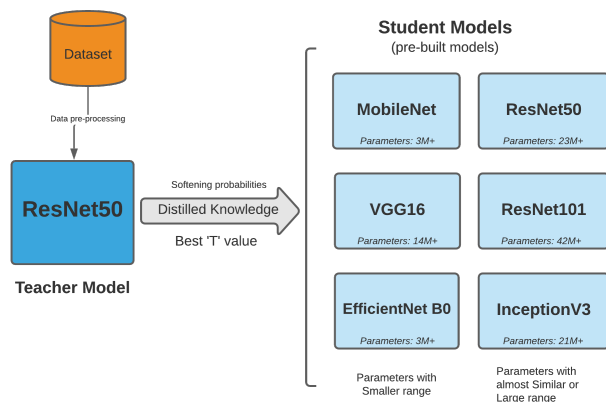 Student Models
(pre-built models)
Dataset
Data pre-processing
ResNet50
Teacher Model
Softening probabilities
Distilled Knowledge
Best 'T' value
MobileNet
Parameters: 3M+
ResNet50
Parameters: 23M+
VGG16
Parameters: 14M+
ResNet101
Parameters: 42M+
EfficientNet B0
Parameters: 3M+
InceptionV3
Parameters: 21M+
Parameters with
Smaller range
Parameters with
almost Similar or
Large range